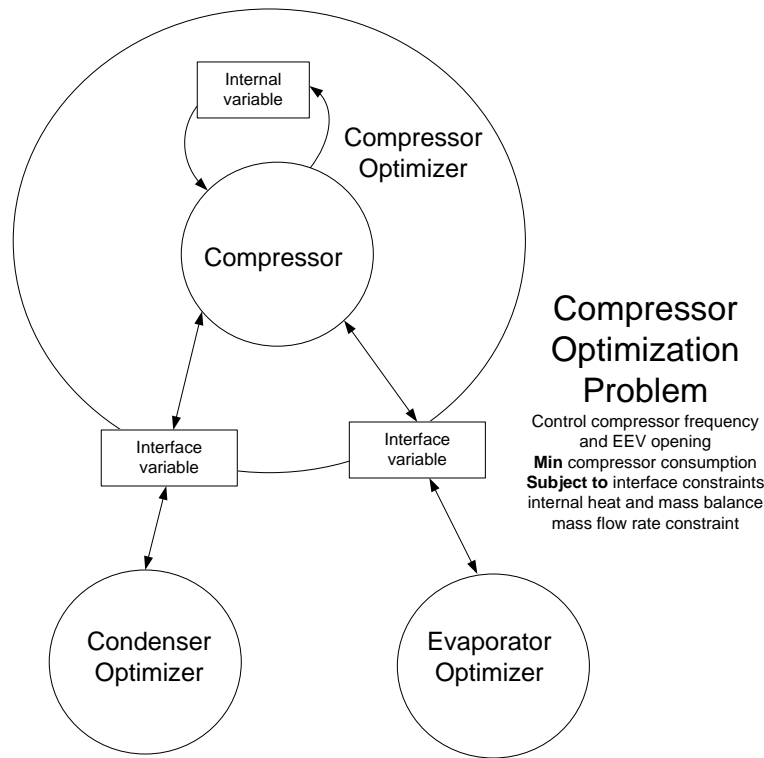 Internal
variable
Compressor
Optimizer
Compressor
Compressor
Optimization
Problem
Control compressor frequency
and EEV opening
Min compressor consumption
Subject to interface constraints
internal heat and mass balance
mass flow rate constraint
Interface
variable
Interface
variable
Condenser
Optimizer
Evaporator
Optimizer